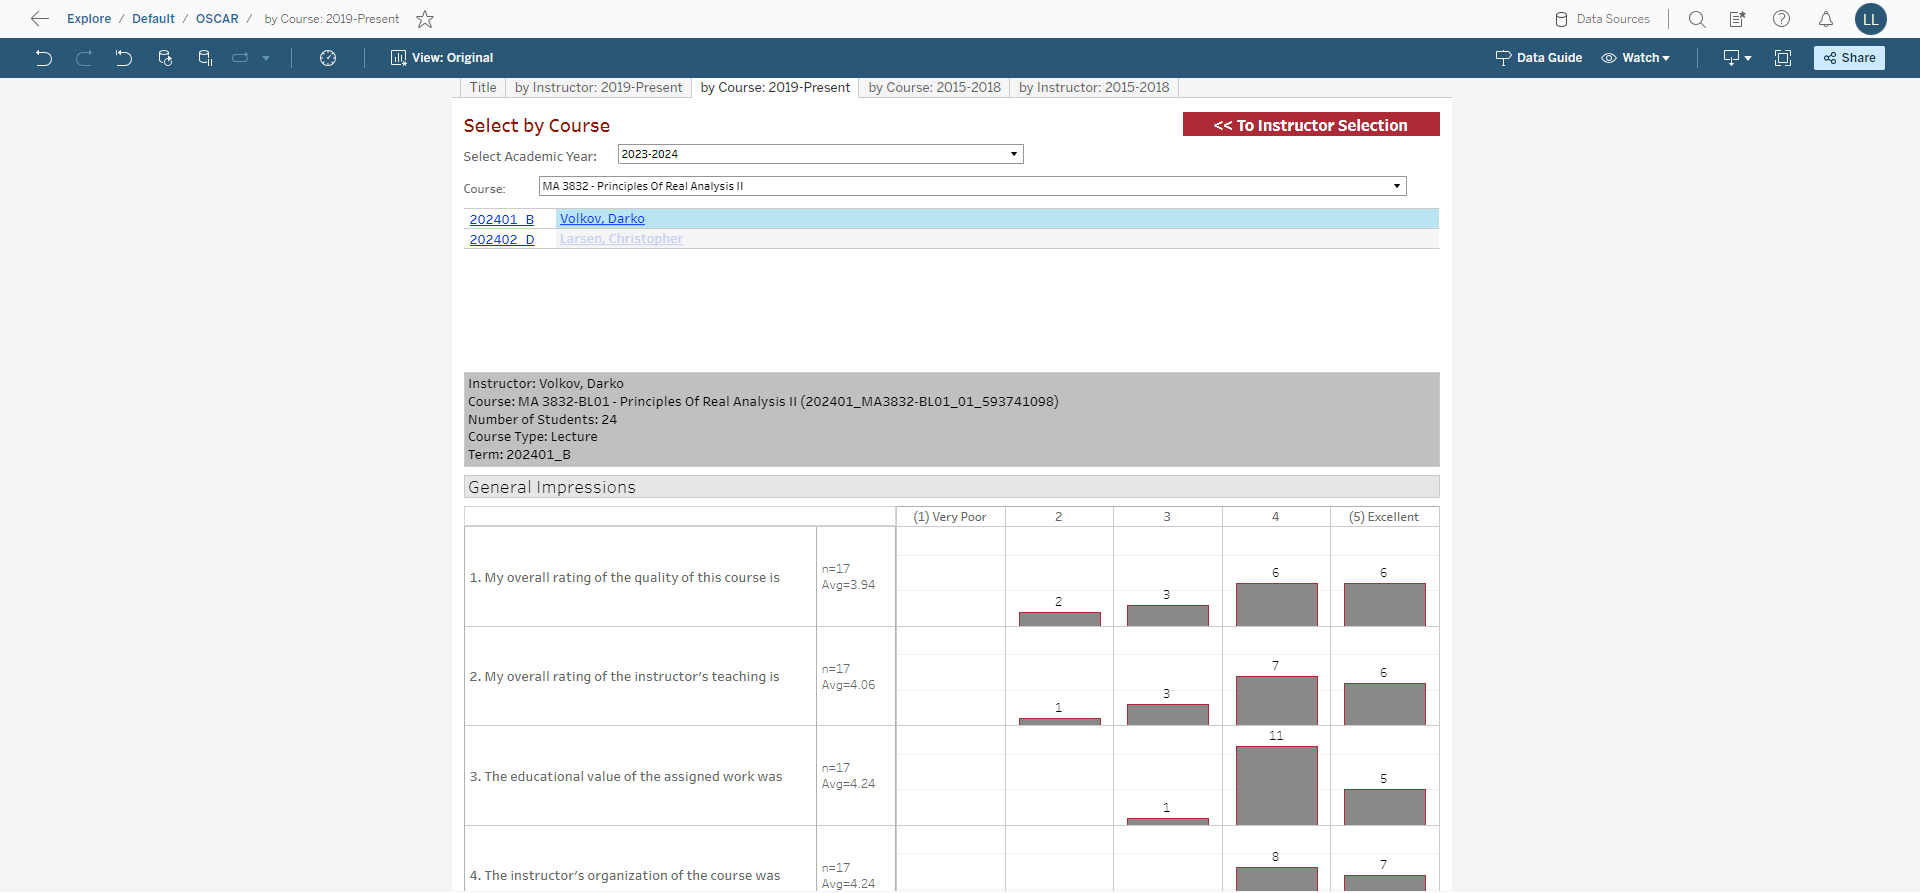 Explore / Default / OSCAR / by Course: 2019-Present
Data Sources
LL
View: Original
Data Guide
Watch
Share
Title
by Instructor: 2019-Present
by Course: 2019-Present
by Course: 2015-2018
by Instructor: 2015-2018
Select by Course
<< To Instructor Selection
Select Academic Year: 2023-2024
Course: MA 3832 - Principles Of Real Analysis II
202401_B Volkov, Darko
202402_D Larsen, Christopher
Instructor: Volkov, Darko
Course: MA 3832-BL01 - Principles Of Real Analysis II (202401_MA3832-BL01_01_593741098)
Number of Students: 24
Course Type: Lecture
Term: 202401_B
General Impressions
(1) Very Poor 2 3 4 (5) Excellent
1. My overall rating of the quality of this course is
n=17
Avg=3.94
2 3 6 6
2. My overall rating of the instructor's teaching is
n=17
Avg=4.06
1 3 7 6
3. The educational value of the assigned work was
n=17
Avg=4.24
1 11 5
4. The instructor's organization of the course was
n=17
Avg=4.24
8 7